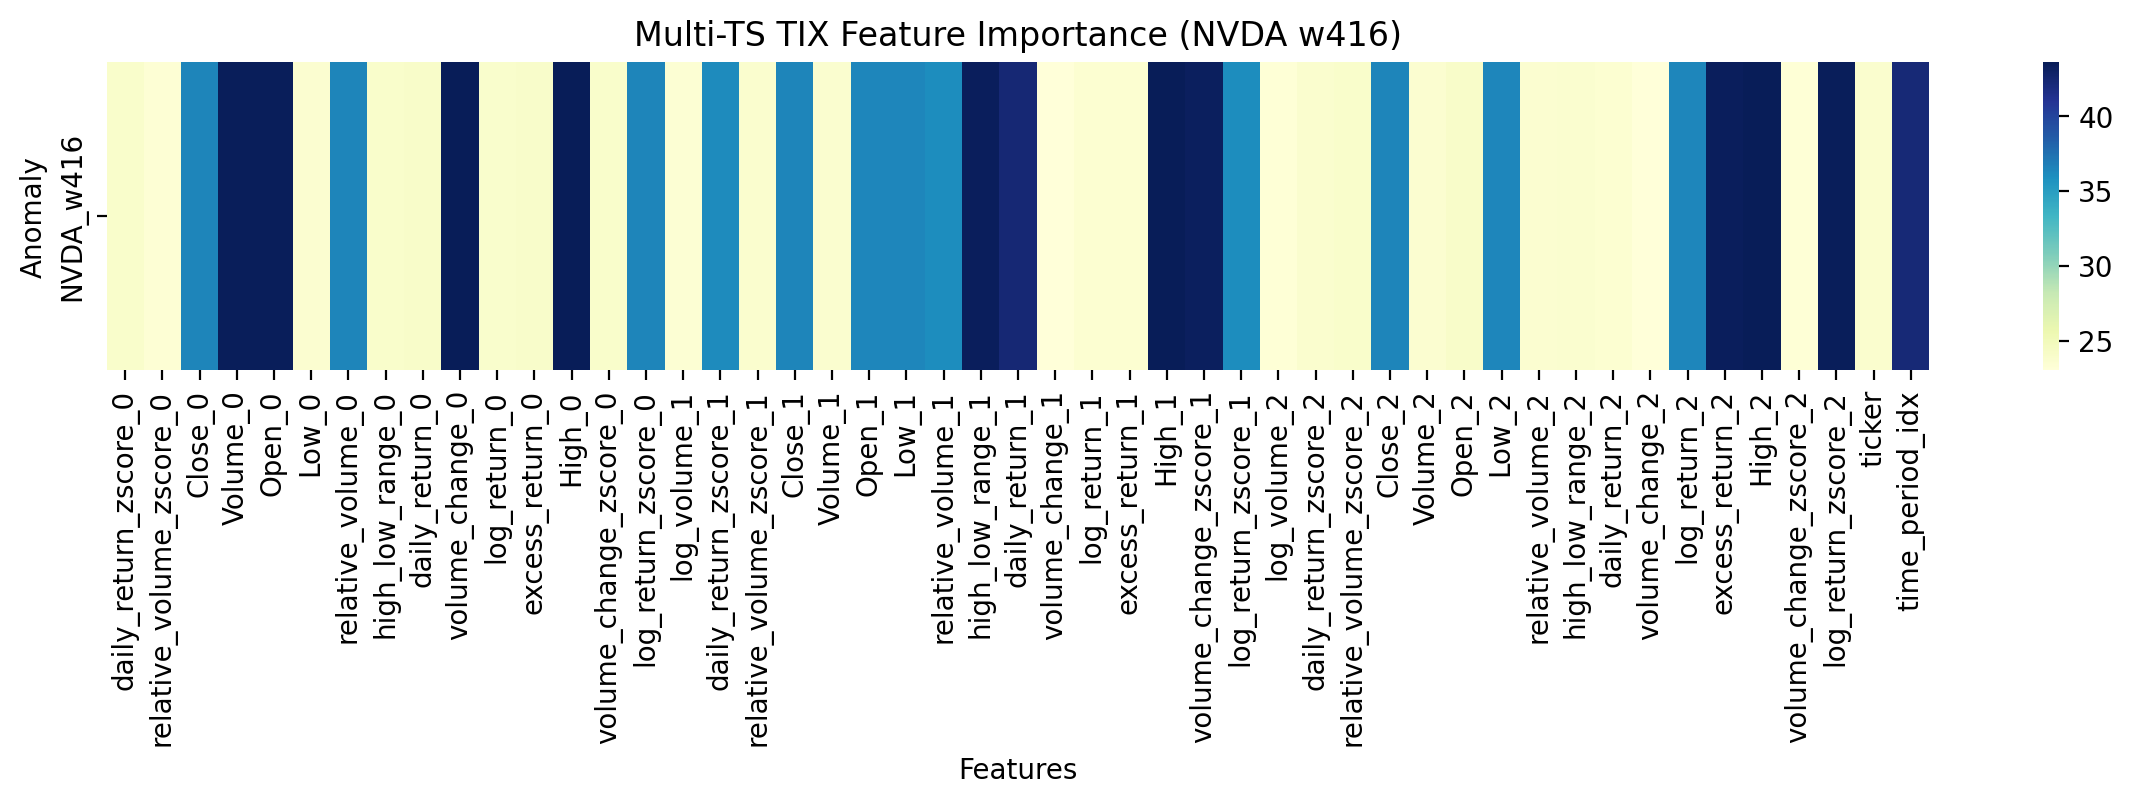 Multi-TS TIX Feature Importance (NVDA w416)
Anomaly
NVDA_w416
40
35
30
25
daily_return_zscore_0
relative_volume_zscore_0
Close_0
Volume_0
Open_0
Low_0
relative_volume_0
high_low_range_0
daily_return_0
volume_change_0
log_return_0
excess_return_0
High_0
volume_change_zscore_0
log_return_zscore_0
log_volume_1
daily_return_zscore_1
relative_volume_zscore_1
Close_1
Volume_1
Open_1
Low_1
relative_volume_1
high_low_range_1
daily_return_1
volume_change_1
log_return_1
excess_return_1
High_1
volume_change_zscore_1
log_return_zscore_1
log_volume_2
daily_return_zscore_2
relative_volume_zscore_2
Close_2
Volume_2
Open_2
Low_2
relative_volume_2
high_low_range_2
daily_return_2
volume_change_2
log_return_2
excess_return_2
High_2
volume_change_zscore_2
log_return_zscore_2
ticker
time_period_idx
Features